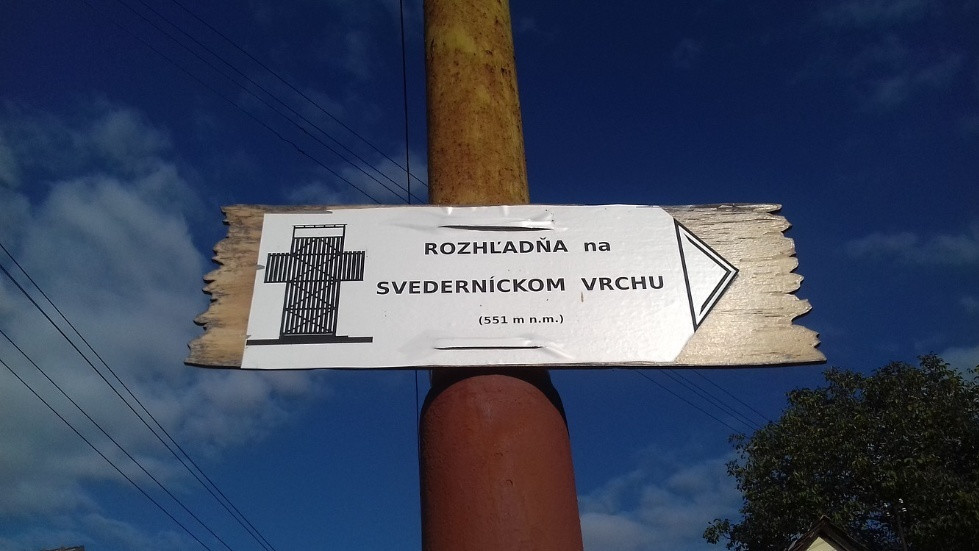 ROZHĽADŇA na
SVEDERNÍCKOM VRCHU
(551 m n.m.)